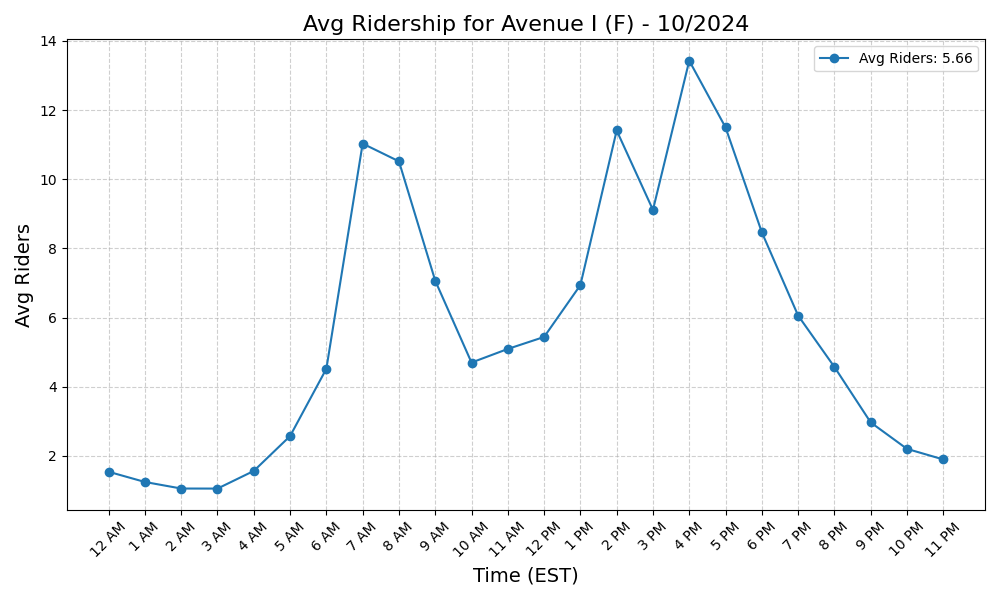 Avg Ridership for Avenue I (F) - 10/2024
Avg Riders: 5.66
Avg Riders
14
12
10
8
6
4
2
12 AM
1 AM
2 AM
3 AM
4 AM
5 AM
6 AM
7 AM
8 AM
9 AM
10 AM
11 AM
12 PM
1 PM
2 PM
3 PM
4 PM
5 PM
6 PM
7 PM
8 PM
9 PM
10 PM
11 PM
Time (EST)